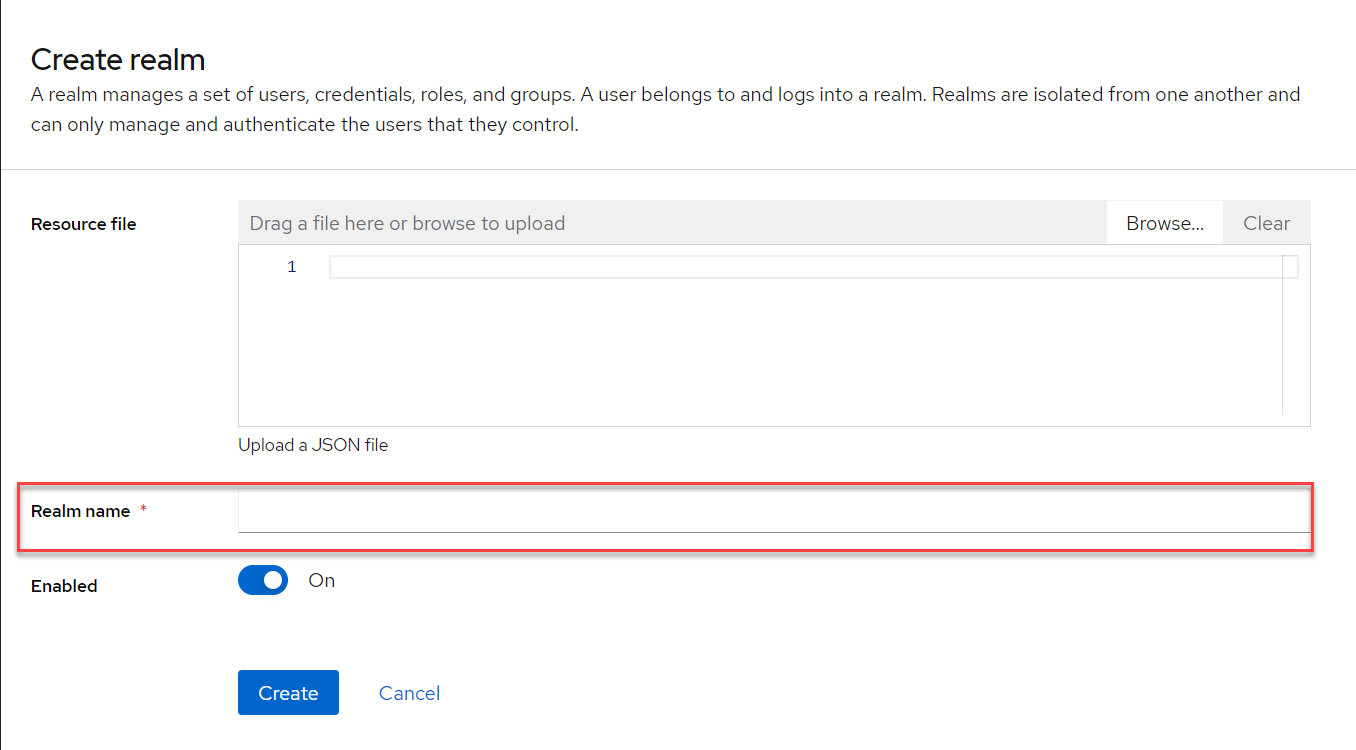 Create realm
A realm manages a set of users, credentials, roles, and groups. A user belongs to and logs into a realm. Realms are isolated from one another and
can only manage and authenticate the users that they control.
Resource file
Drag a file here or browse to upload
Browse...
Clear
1
Upload a JSON file
Realm name *
Enabled
On
Create
Cancel